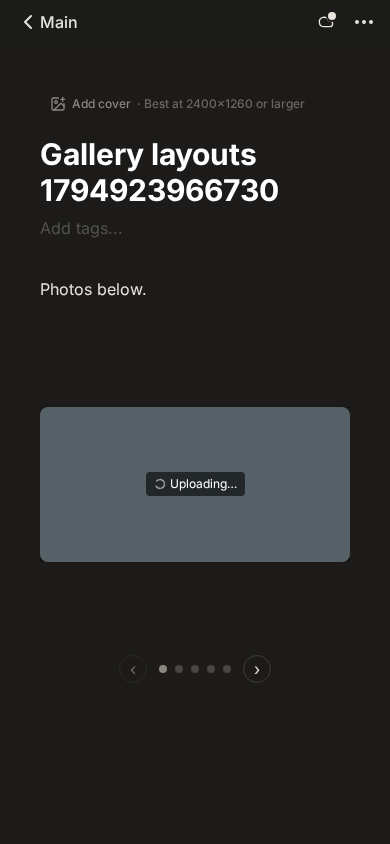 Main
Add cover · Best at 2400×1260 or larger
Gallery layouts
1794923966730
Add tags...
Photos below.
Uploading...